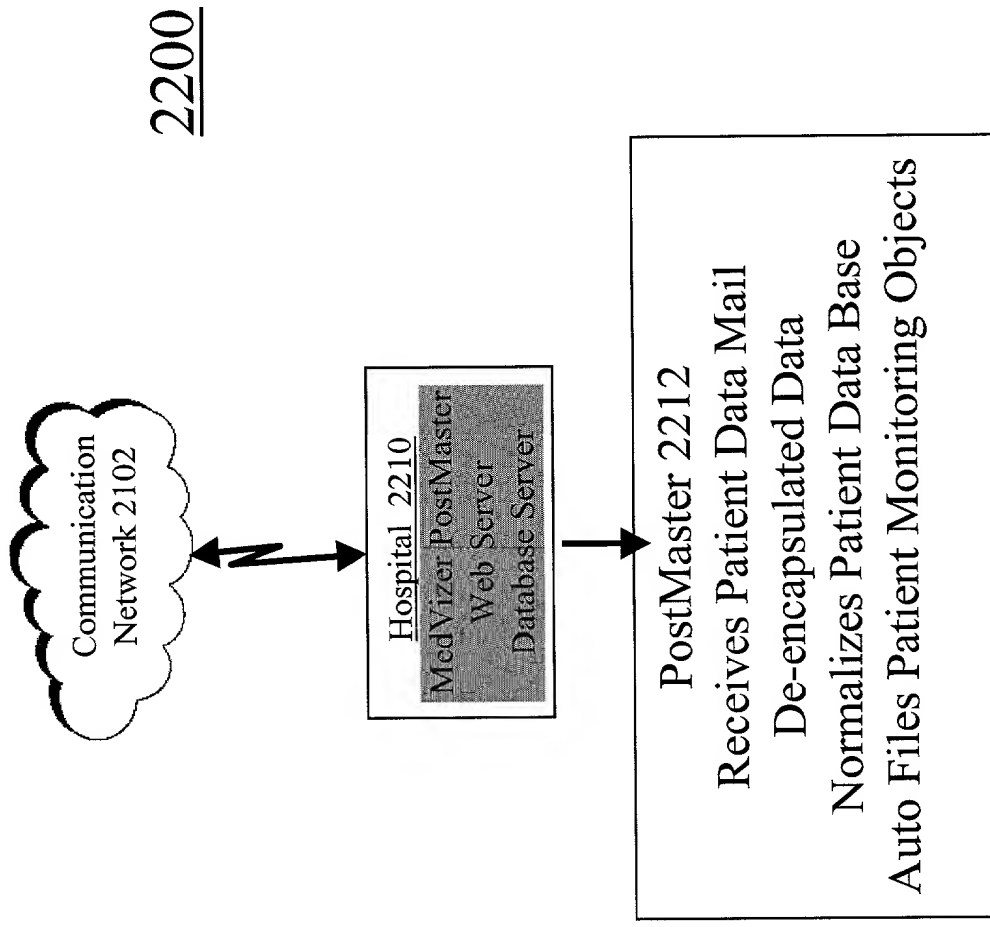 2200
Communication
Network 2102
Hospital 2210
MedVizer PostMaster
Web Server
Database Server
PostMaster 2212
Receives Patient Data Mail
De-encapsulated Data
Normalizes Patient Data Base
Auto Files Patient Monitoring Objects